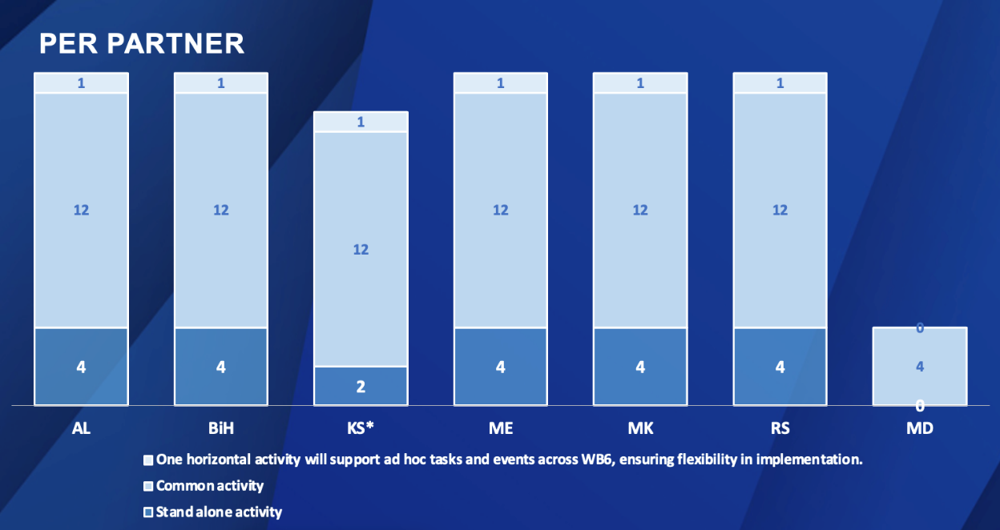 PER PARTNER
1 1 1 1 1
1
12 12 12 12 12
12
0
4 4 4 4 4 4
2
0
AL BiH KS* ME MK RS MD
One horizontal activity will support ad hoc tasks and events across WB6, ensuring flexibility in implementation.
Common activity
Stand alone activity